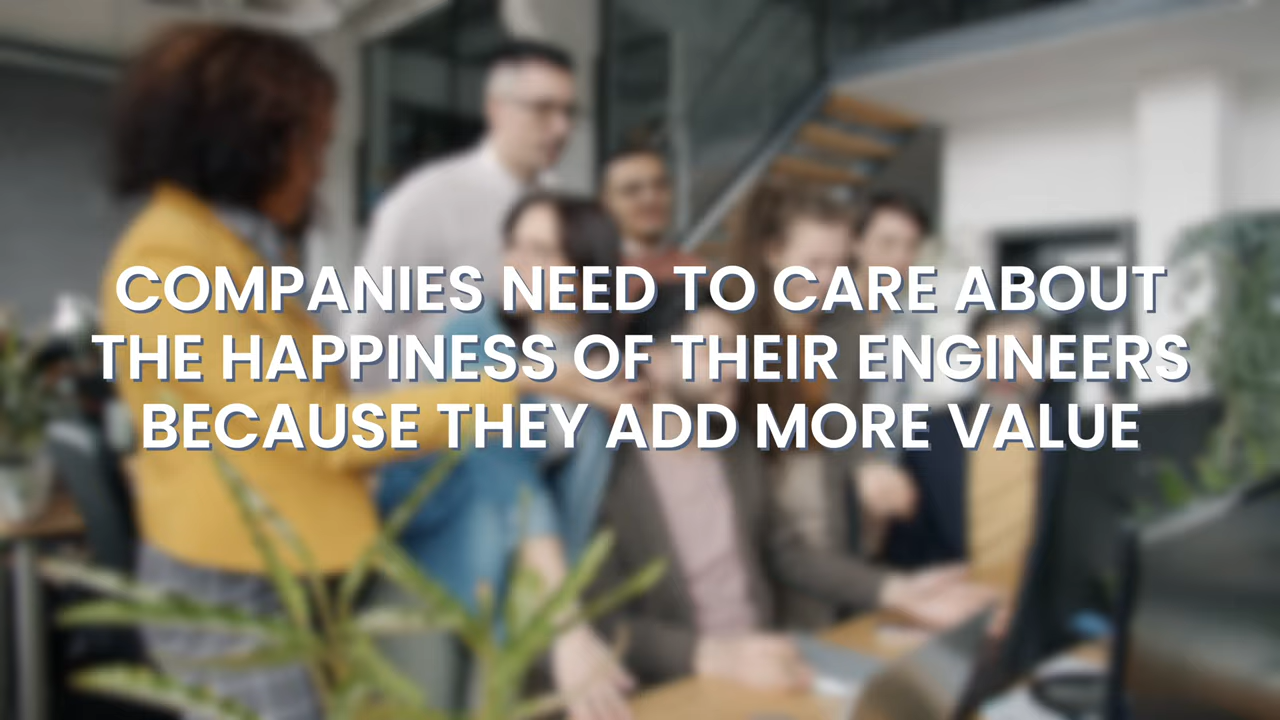 COMPANIES NEED TO CARE ABOUT
THE HAPPINESS OF THEIR ENGINEERS
BECAUSE THEY ADD MORE VALUE